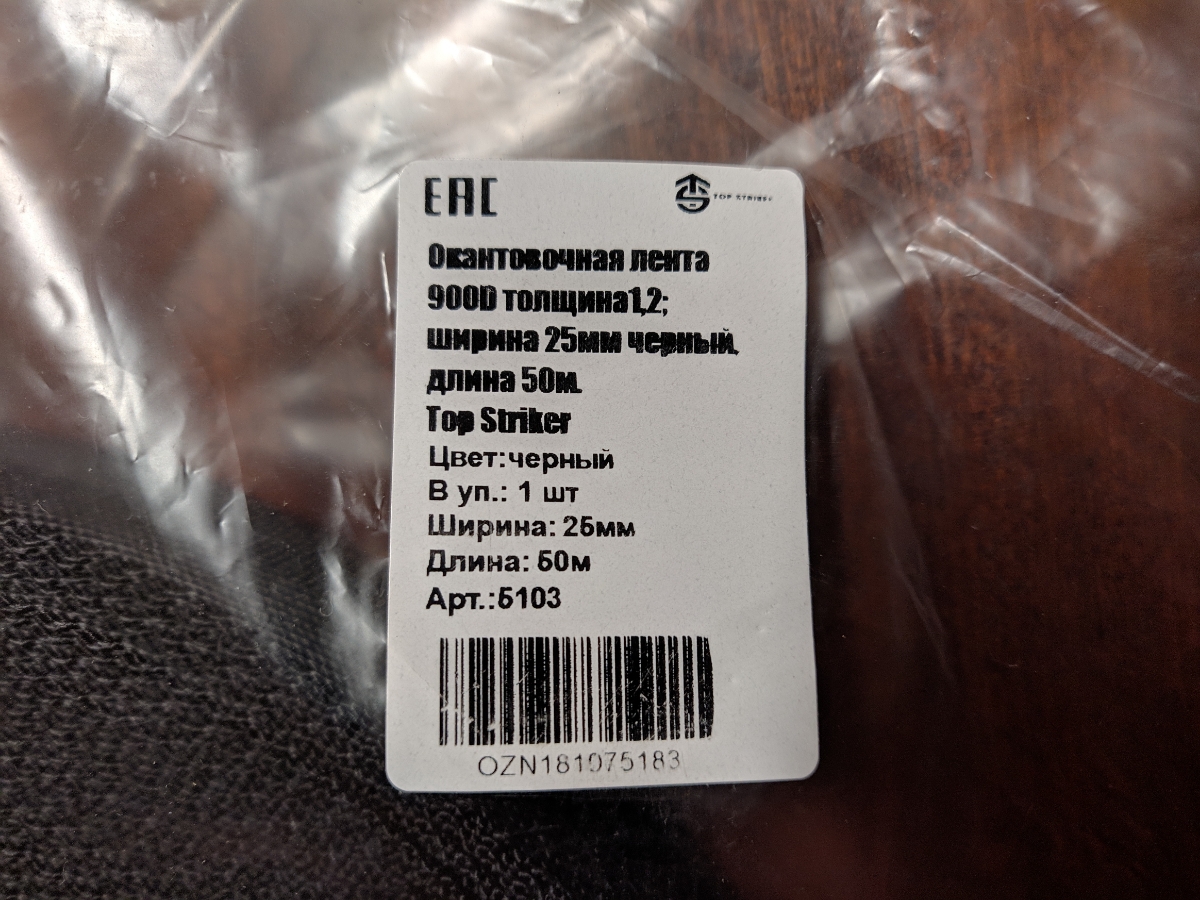 EAC
TOP STRIKER
Окантовочная лента
900D толщина1,2;
ширина 25мм черный,
длина 50м.
Top Striker
Цвет:черный
В уп.: 1 шт
Ширина: 25мм
Длина: 50м
Арт.:5103
OZN181075183